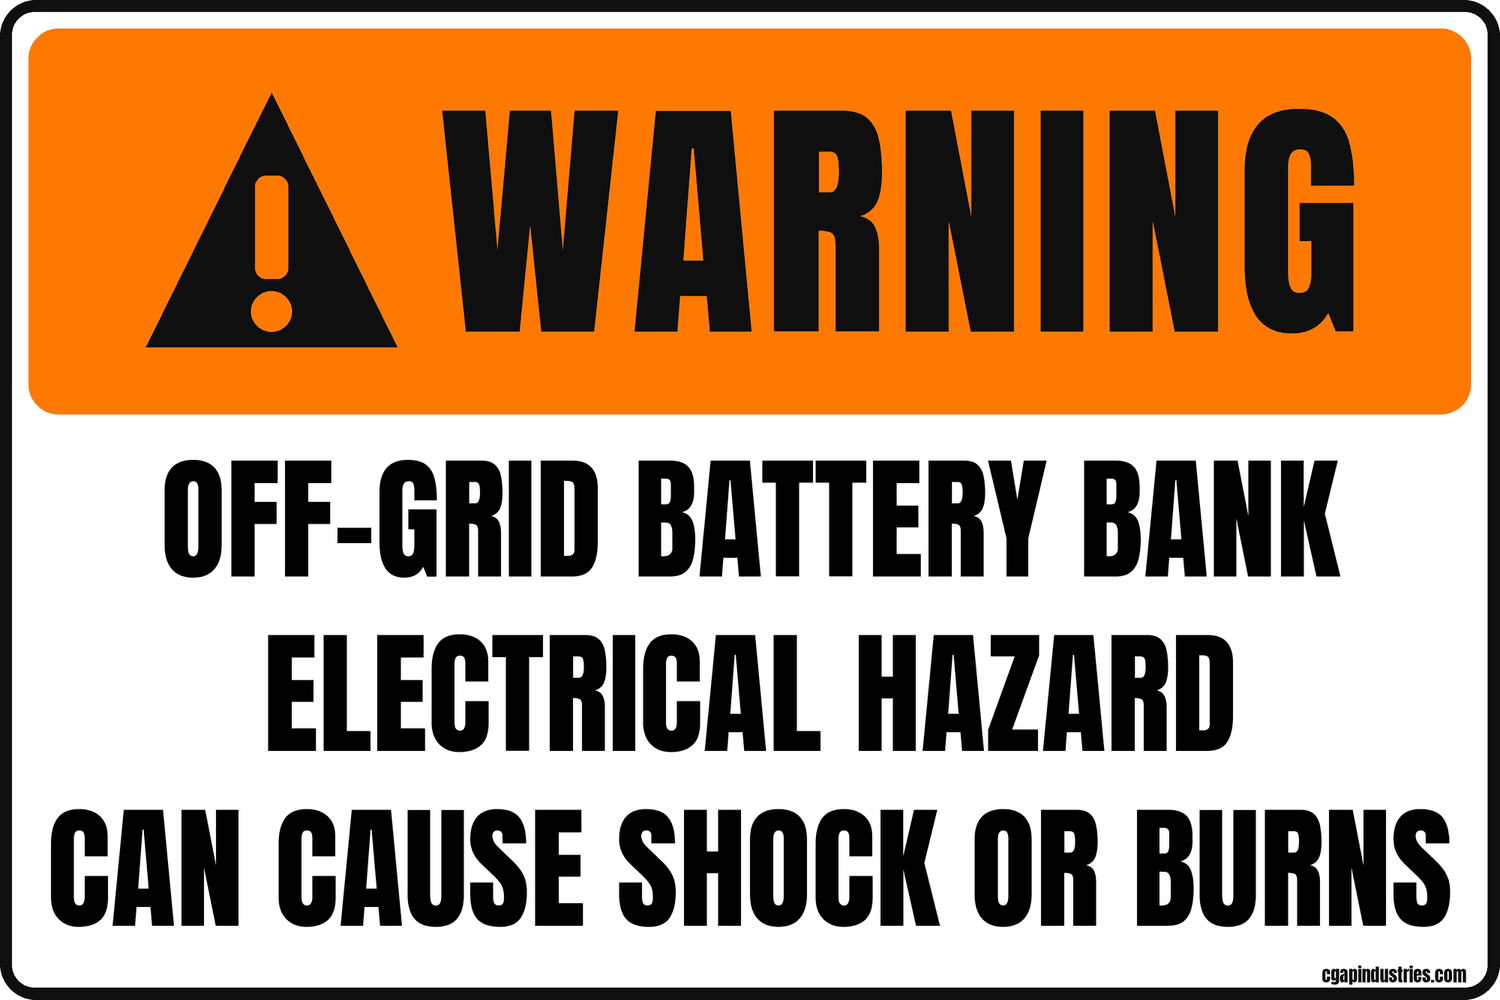 WARNING
OFF-GRID BATTERY BANK
ELECTRICAL HAZARD
CAN CAUSE SHOCK OR BURNS
cgapindustries.com